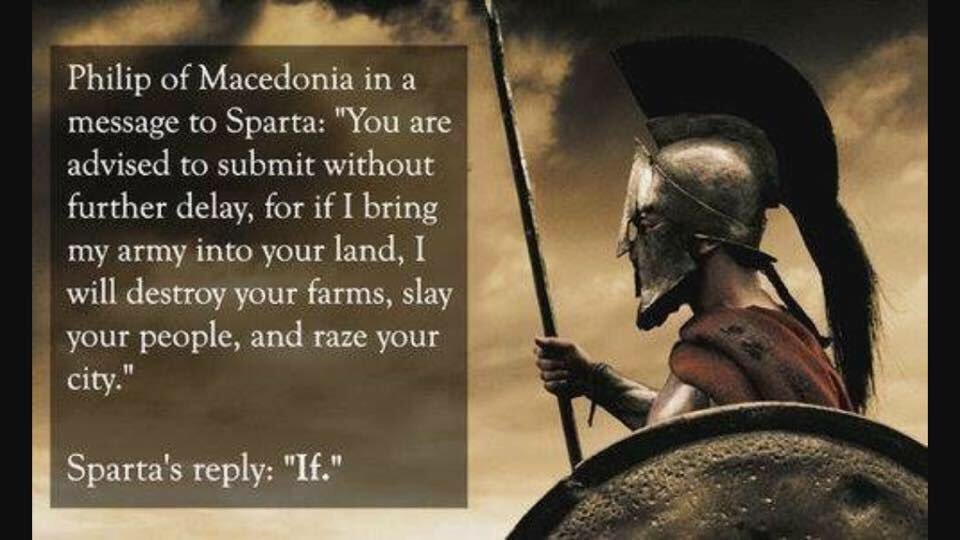 Philip of Macedonia in a
message to Sparta: "You are
advised to submit without
further delay, for if I bring
my army into your land, I
will destroy your farms, slay
your people, and raze your
city."
Sparta's reply: "If."